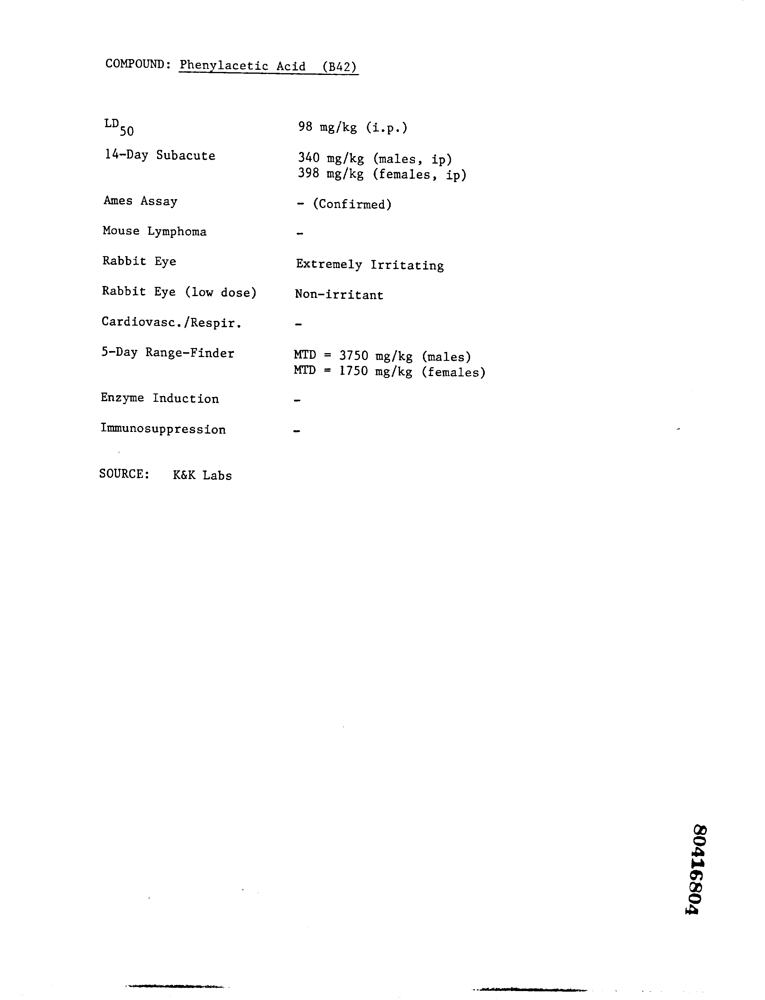 COMPOUND: Phenylacetic Acid (B42)
LD50 98 mg/kg (i.p.)
14-Day Subacute 340 mg/kg (males, ip)
398 mg/kg (females, ip)
Ames Assay - (Confirmed)
Mouse Lymphoma -
Rabbit Eye Extremely Irritating
Rabbit Eye (low dose) Non-irritant
Cardiovasc./Respir. -
5-Day Range-Finder MTD = 3750 mg/kg (males)
MTD = 1750 mg/kg (females)
Enzyme Induction -
Immunosuppression -
SOURCE: K&K Labs
80416804